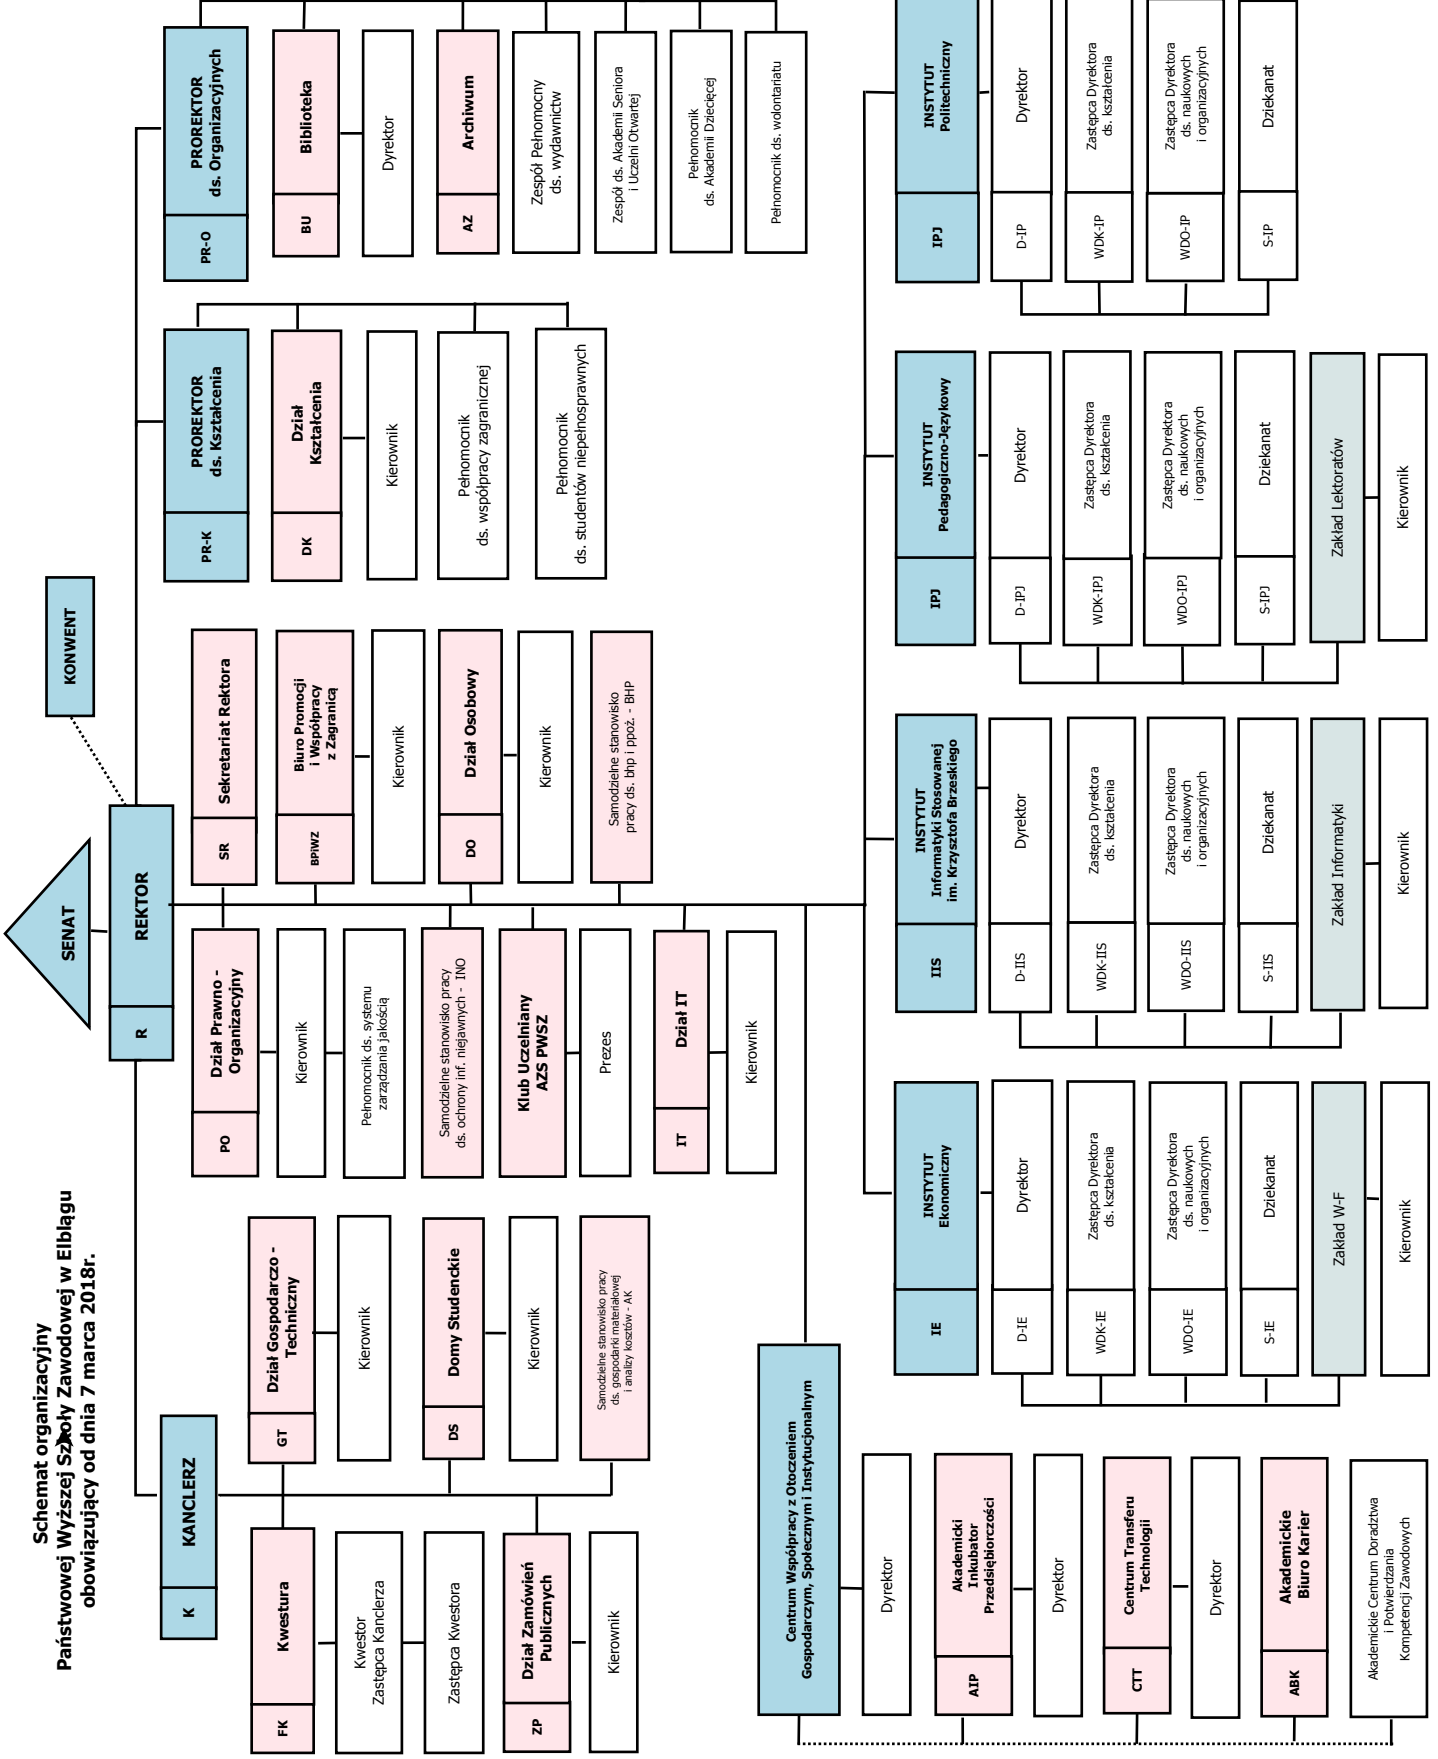 Schemat organizacyjny
Państwowej Wyższej Szkoły Zawodowej w Elblągu
obowiązujący od dnia 7 marca 2018r.
SENAT
KONWENT
R
REKTOR
K
KANCLERZ
FK
Kwestura
Kwestor
Zastępca Kanclerza
Zastępca Kwestora
ZP
Dział Zamówień
Publicznych
Kierownik
GT
Dział Gospodarczo -
Techniczny
Kierownik
DS
Domy Studenckie
Kierownik
Samodzielne stanowisko pracy
ds. gospodarki materiałowej
i analizy kosztów - AK
PO
Dział Prawno -
Organizacyjny
Kierownik
Pełnomocnik ds. systemu
zarządzania jakością
Samodzielne stanowisko pracy
ds. ochrony inf. niejawnych - INO
Klub Uczelniany
AZS PWSZ
Prezes
IT
Dział IT
Kierownik
SR
Sekretariat Rektora
BPiWZ
Biuro Promocji
i Współpracy
z Zagranicą
Kierownik
DO
Dział Osobowy
Kierownik
Samodzielne stanowisko
pracy ds. bhp i ppoż. - BHP
PR-K
PROREKTOR
ds. Kształcenia
DK
Dział
Kształcenia
Kierownik
Pełnomocnik
ds. współpracy zagranicznej
Pełnomocnik
ds. studentów niepełnosprawnych
PR-O
PROREKTOR
ds. Organizacyjnych
BU
Biblioteka
Dyrektor
AZ
Archiwum
Zespół Pełnomocny
ds. wydawnictw
Zespół ds. Akademii Seniora
i Uczelni Otwartej
Pełnomocnik
ds. Akademii Dziecięcej
Pełnomocnik ds. wolontariatu
Centrum Współpracy z Otoczeniem
Gospodarczym, Społecznym i Instytucjonalnym
Dyrektor
AIP
Akademicki
Inkubator
Przedsiębiorczości
Dyrektor
CTT
Centrum Transferu
Technologii
Dyrektor
ABK
Akademickie
Biuro Karier
Akademickie Centrum Doradztwa
i Potwierdzania
Kompetencji Zawodowych
IE
INSTYTUT
Ekonomiczny
D-IE
Dyrektor
WDK-IE
Zastępca Dyrektora
ds. kształcenia
WDO-IE
Zastępca Dyrektora
ds. naukowych
i organizacyjnych
S-IE
Dziekanat
Zakład W-F
Kierownik
IIS
INSTYTUT
Informatyki Stosowanej
im. Krzysztofa Brzeskiego
D-IIS
Dyrektor
WDK-IIS
Zastępca Dyrektora
ds. kształcenia
WDO-IIS
Zastępca Dyrektora
ds. naukowych
i organizacyjnych
S-IIS
Dziekanat
Zakład Informatyki
Kierownik
IPJ
INSTYTUT
Pedagogiczno-Językowy
D-IPJ
Dyrektor
WDK-IPJ
Zastępca Dyrektora
ds. kształcenia
WDO-IPJ
Zastępca Dyrektora
ds. naukowych
i organizacyjnych
S-IPJ
Dziekanat
Zakład Lektoratów
Kierownik
IPJ
INSTYTUT
Politechniczny
D-IP
Dyrektor
WDK-IP
Zastępca Dyrektora
ds. kształcenia
WDO-IP
Zastępca Dyrektora
ds. naukowych
i organizacyjnych
S-IP
Dziekanat